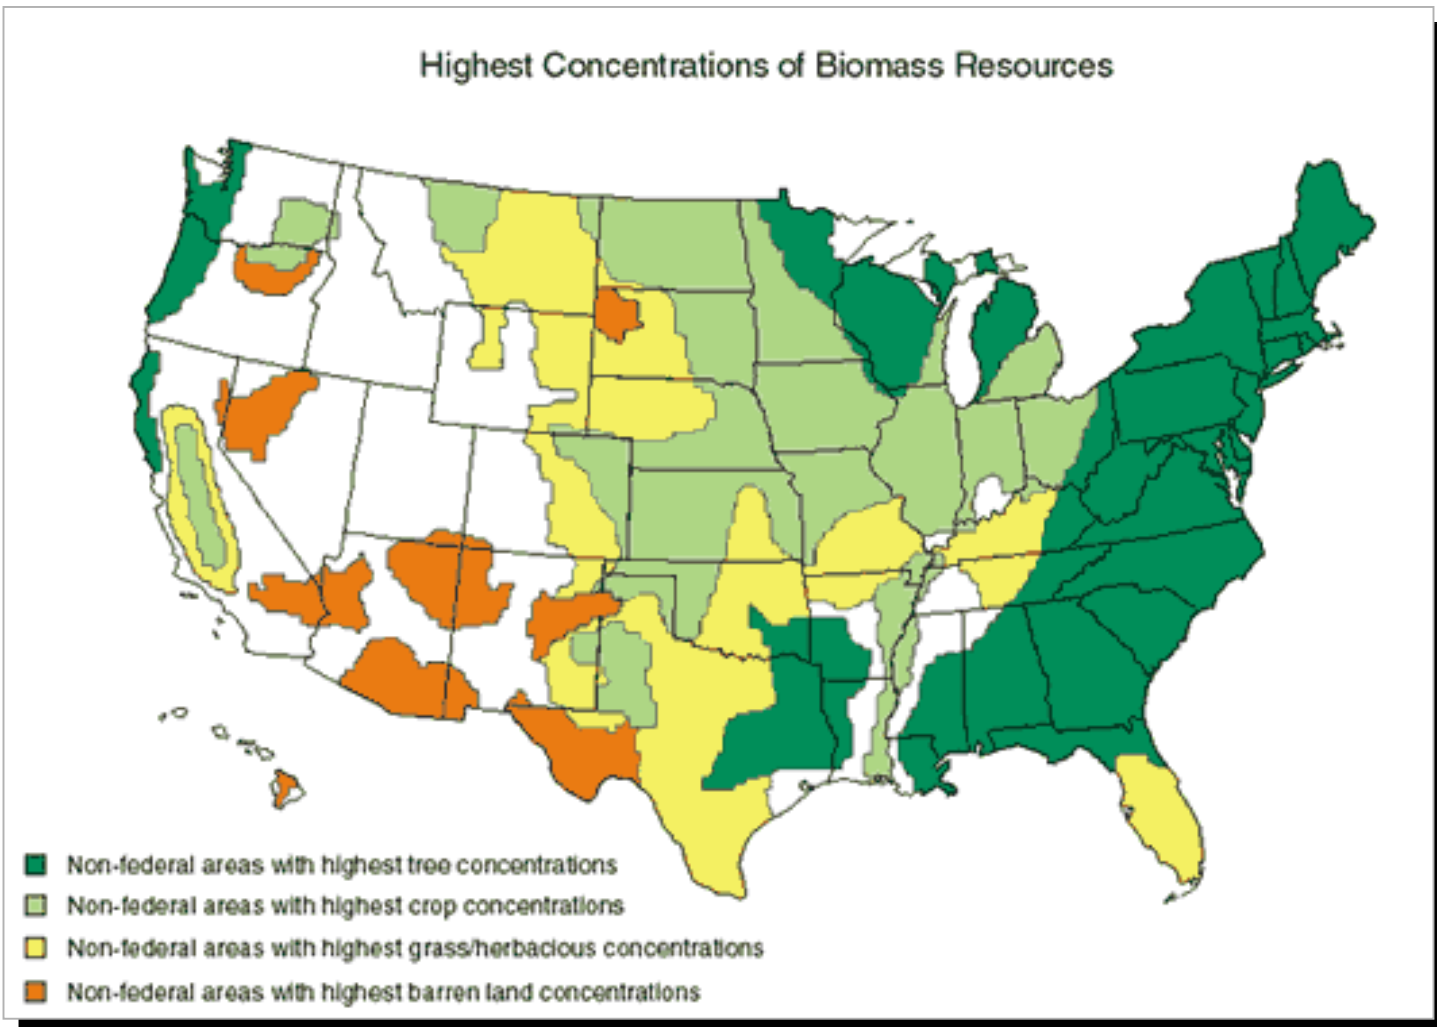 Highest Concentrations of Biomass Resources
Non-federal areas with highest tree concentrations
Non-federal areas with highest crop concentrations
Non-federal areas with highest grass/herbacious concentrations
Non-federal areas with highest barren land concentrations